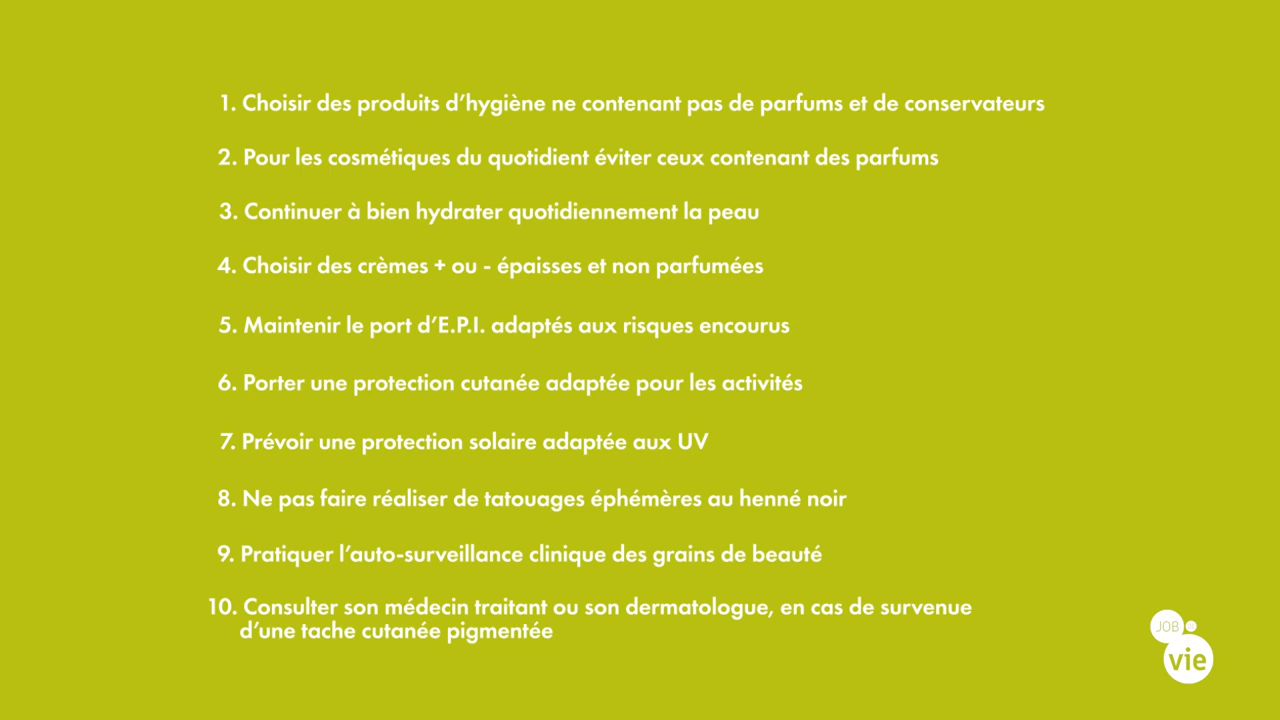 1. Choisir des produits d’hygiène ne contenant pas de parfums et de conservateurs
2. Pour les cosmétiques du quotidient éviter ceux contenant des parfums
3. Continuer à bien hydrater quotidiennement la peau
4. Choisir des crèmes + ou - épaisses et non parfumées
5. Maintenir le port d’E.P.I. adaptés aux risques encourus
6. Porter une protection cutanée adaptée pour les activités
7. Prévoir une protection solaire adaptée aux UV
8. Ne pas faire réaliser de tatouages éphémères au henné noir
9. Pratiquer l’auto-surveillance clinique des grains de beauté
10. Consulter son médecin traitant ou son dermatologue, en cas de survenue
d’une tache cutanée pigmentée
JOB
vie